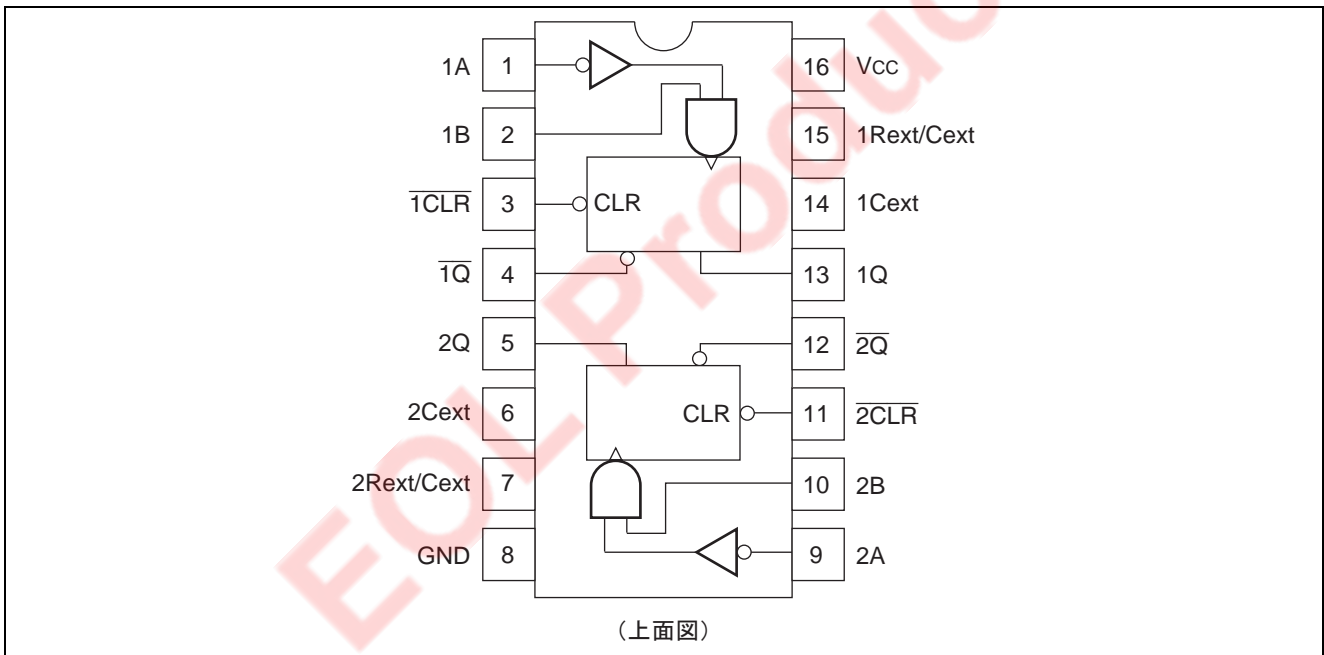 1A 1 16 VCC
1B 2 15 1Rext/Cext
1CLR 3 CLR 14 1Cext
1Q 4 13 1Q
2Q 5 12 2Q
2Cext 6 CLR 11 2CLR
2Rext/Cext 7 10 2B
GND 8 9 2A
(上面図)
EOL Product